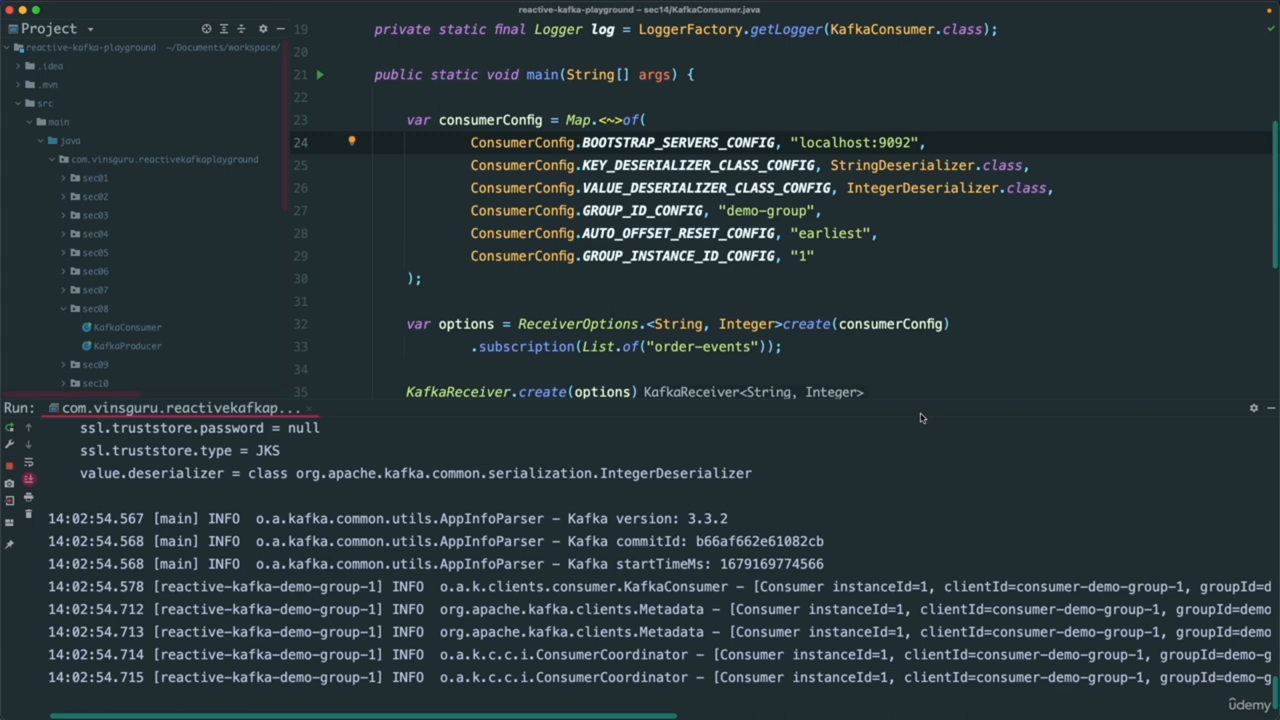 reactive-kafka-playground – sec14/KafkaConsumer.java
Project
reactive-kafka-playground ~/Documents/workspace/
.idea
.mvn
src
main
java
com.vinsguru.reactivekafkaplayground
sec01
sec02
sec03
sec04
sec05
sec06
sec07
sec08
KafkaConsumer
KafkaProducer
sec09
sec10
19 private static final Logger log = LoggerFactory.getLogger(KafkaConsumer.class);
20
21 public static void main(String[] args) {
22
23 var consumerConfig = Map.<~>of(
24 ConsumerConfig.BOOTSTRAP_SERVERS_CONFIG, "localhost:9092",
25 ConsumerConfig.KEY_DESERIALIZER_CLASS_CONFIG, StringDeserializer.class,
26 ConsumerConfig.VALUE_DESERIALIZER_CLASS_CONFIG, IntegerDeserializer.class,
27 ConsumerConfig.GROUP_ID_CONFIG, "demo-group",
28 ConsumerConfig.AUTO_OFFSET_RESET_CONFIG, "earliest",
29 ConsumerConfig.GROUP_INSTANCE_ID_CONFIG, "1"
30 );
31
32 var options = ReceiverOptions.<String, Integer>create(consumerConfig)
33 .subscription(List.of("order-events"));
34
35 KafkaReceiver.create(options) KafkaReceiver<String, Integer>
Run: com.vinsguru.reactivekafkap...
ssl.truststore.password = null
ssl.truststore.type = JKS
value.deserializer = class org.apache.kafka.common.serialization.IntegerDeserializer
14:02:54.567 [main] INFO o.a.kafka.common.utils.AppInfoParser – Kafka version: 3.3.2
14:02:54.568 [main] INFO o.a.kafka.common.utils.AppInfoParser – Kafka commitId: b66af662e61082cb
14:02:54.568 [main] INFO o.a.kafka.common.utils.AppInfoParser – Kafka startTimeMs: 1679169774566
14:02:54.578 [reactive-kafka-demo-group-1] INFO o.a.k.clients.consumer.KafkaConsumer – [Consumer instanceId=1, clientId=consumer-demo-group-1, groupId=d
14:02:54.712 [reactive-kafka-demo-group-1] INFO org.apache.kafka.clients.Metadata – [Consumer instanceId=1, clientId=consumer-demo-group-1, groupId=demo
14:02:54.713 [reactive-kafka-demo-group-1] INFO org.apache.kafka.clients.Metadata – [Consumer instanceId=1, clientId=consumer-demo-group-1, groupId=demo
14:02:54.714 [reactive-kafka-demo-group-1] INFO o.a.k.c.c.i.ConsumerCoordinator – [Consumer instanceId=1, clientId=consumer-demo-group-1, groupId=demo-g
14:02:54.715 [reactive-kafka-demo-group-1] INFO o.a.k.c.c.i.ConsumerCoordinator – [Consumer instanceId=1, clientId=consumer-demo-group-1, groupId=demo-g
udemy